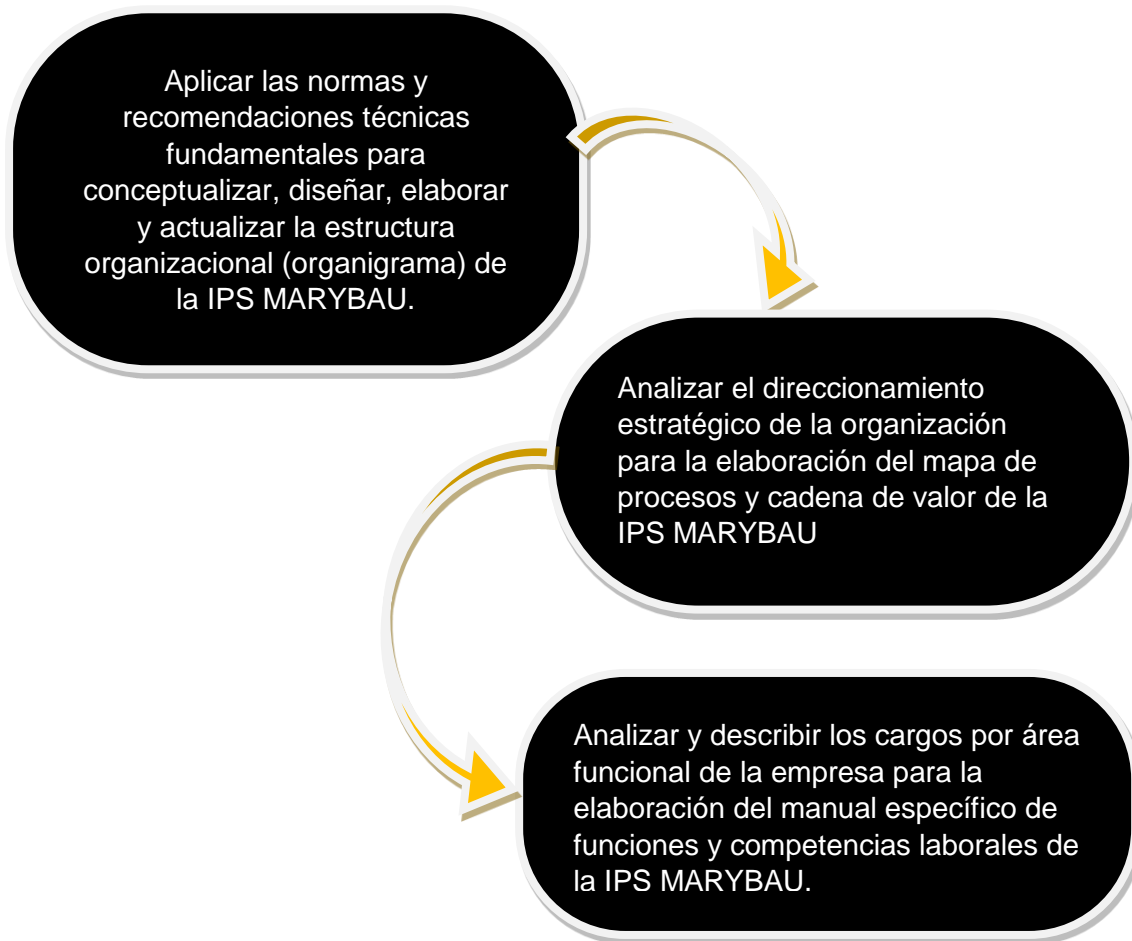 Aplicar las normas y
recomendaciones técnicas
fundamentales para
conceptualizar, diseñar, elaborar
y actualizar la estructura
organizacional (organigrama) de
la IPS MARYBAU.
Analizar el direccionamiento
estratégico de la organización
para la elaboración del mapa de
procesos y cadena de valor de la
IPS MARYBAU
Analizar y describir los cargos por área
funcional de la empresa para la
elaboración del manual específico de
funciones y competencias laborales de
la IPS MARYBAU.